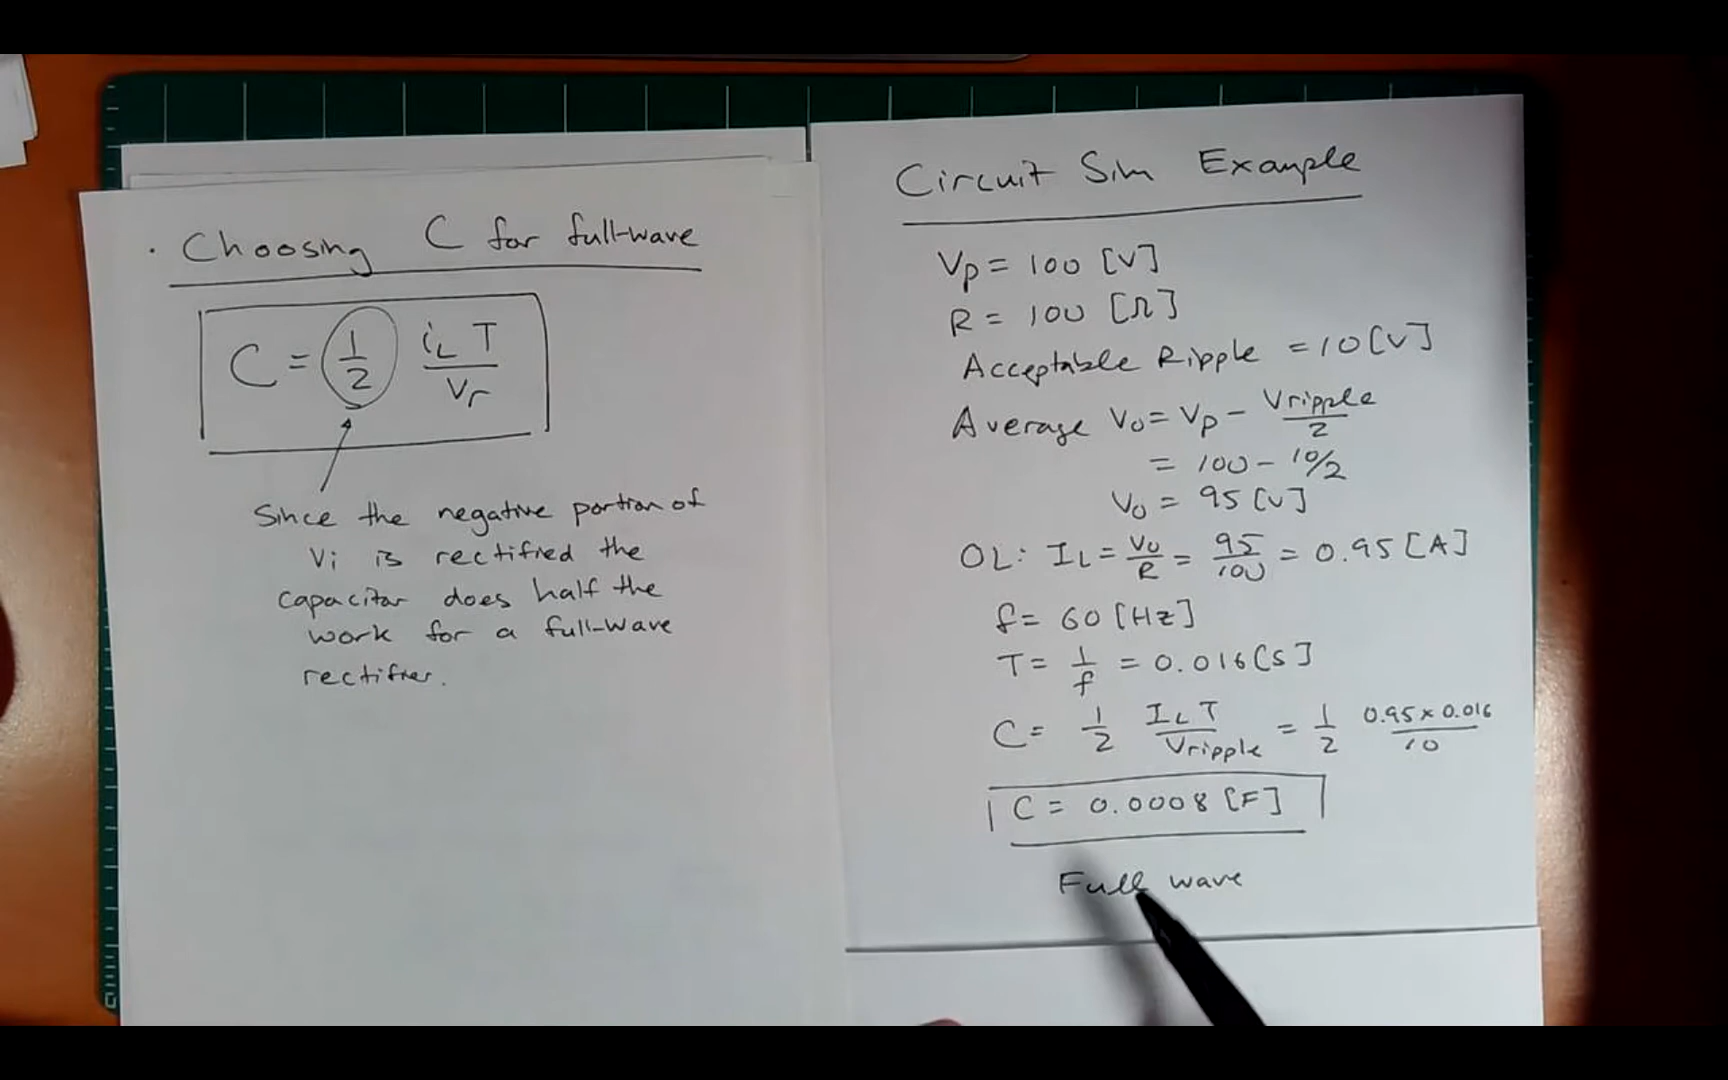 · Choosing C for full-wave
C = 1/2 iL T / Vr
Since the negative portion of
Vi is rectified the
capacitor does half the
work for a full-wave
rectifier.
Circuit Sim Example
Vp = 100 [V]
R = 100 [Ω]
Acceptable Ripple = 10 [V]
Average Vo = Vp - Vripple/2
= 100 - 10/2
Vo = 95 [V]
OL: IL = Vo/R = 95/100 = 0.95 [A]
f = 60 [Hz]
T = 1/f = 0.016 [S]
C = 1/2 IL T / Vripple = 1/2 0.95 x 0.016 / 10
C = 0.0008 [F]
Full wave